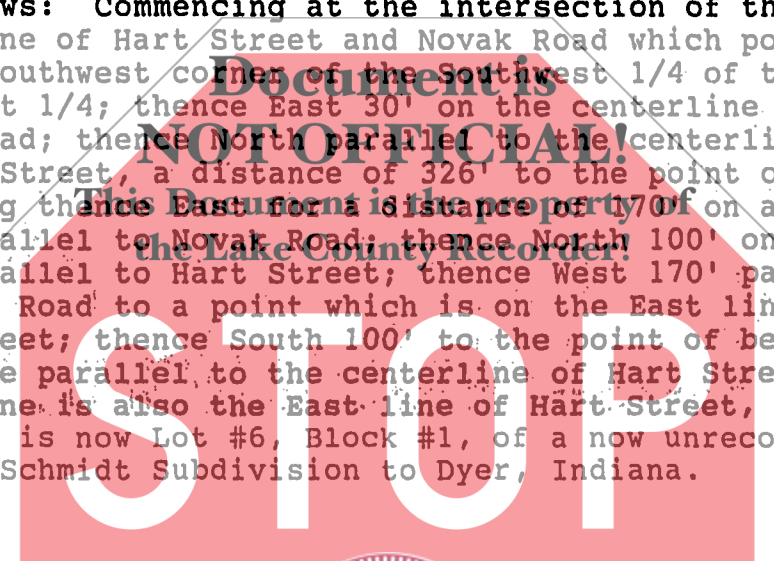 ws: Commencing at the intersection of th
ne of Hart Street and Novak Road which po
outhwest corner of the Southwest 1/4 of t
t 1/4; thence East 30' on the centerline
ad; thence North parallel to the centerli
Street, a distance of 326' to the point o
g thence East for a distance of 170' on a
allel to Novak Road; thence North 100' on
allel to Hart Street; thence West 170' pa
Road to a point which is on the East lin
eet; thence South 100' to the point of be
e parallel to the centerline of Hart Stre
ne is also the East line of Hart Street,
is now Lot #6, Block #1, of a now unreco
Schmidt Subdivision to Dyer, Indiana.
Document is
NOT OFFICIAL!
This Document is the property of
the Lake County Recorder!
STOP